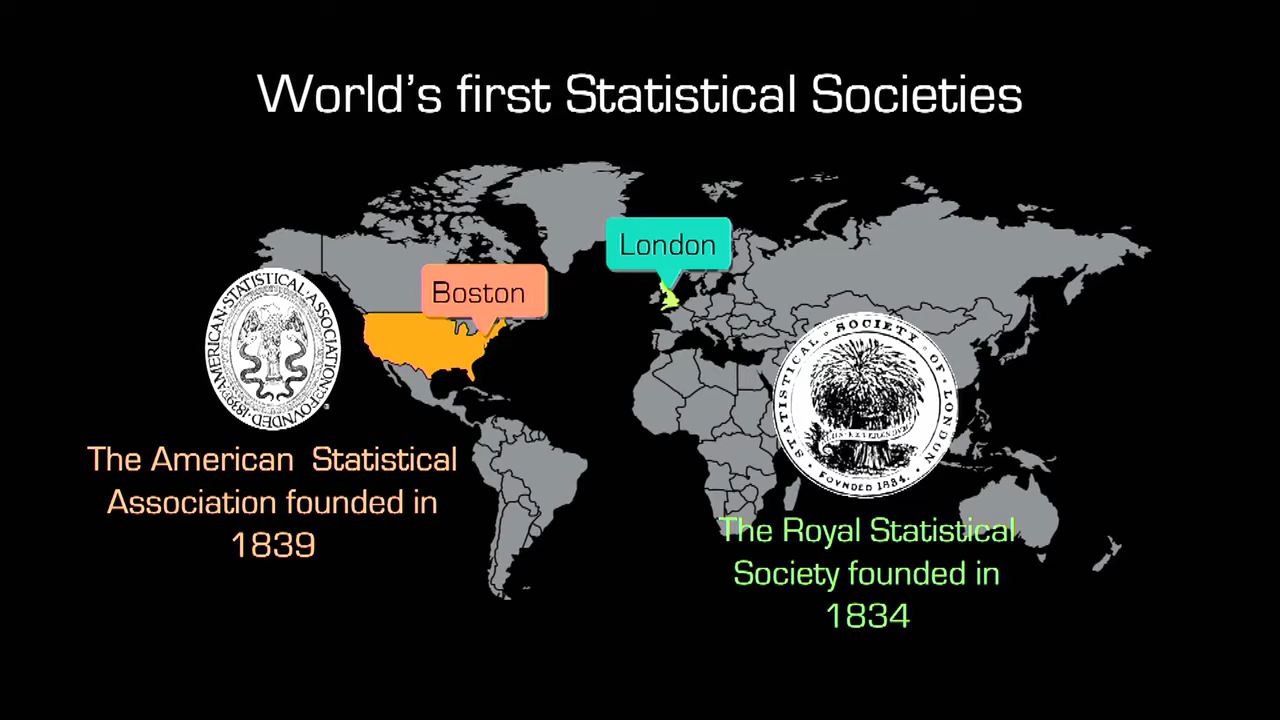 World's first Statistical Societies
London
Boston
AMERICAN · STATISTICAL · ASSOCIATION · FOUNDED · 1839 ·
STATISTICAL · SOCIETY · OF · LONDON ·
FOUNDED 1834.
The American Statistical
Association founded in
1839
The Royal Statistical
Society founded in
1834